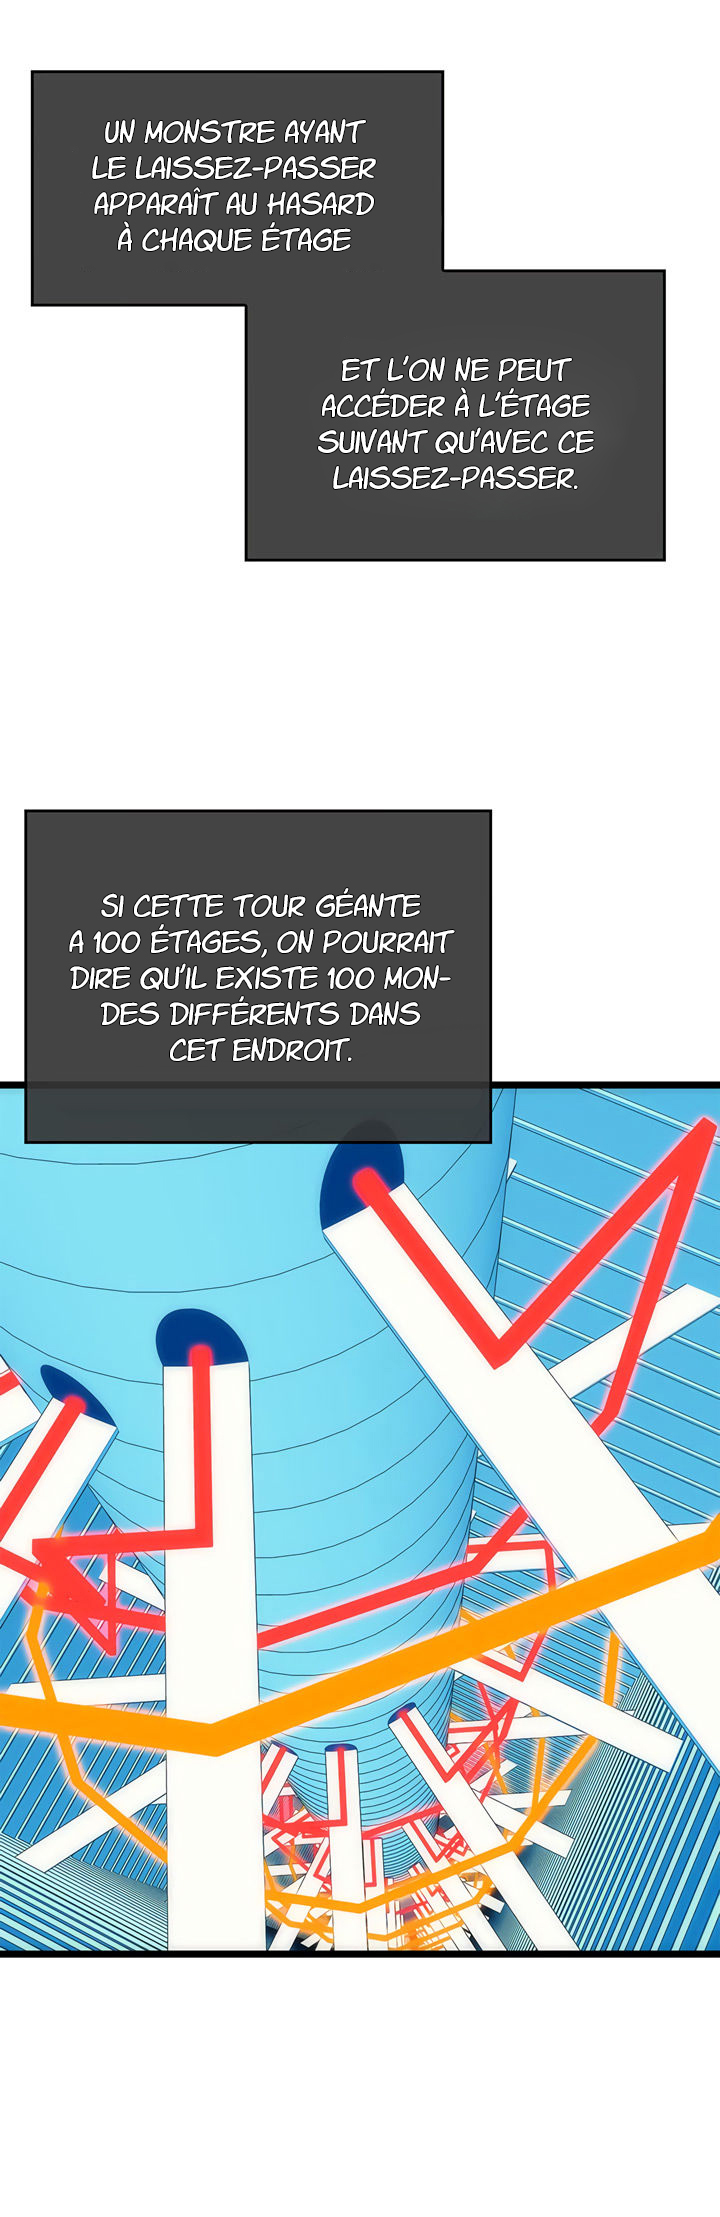 UN MONSTRE AYANT
LE LAISSEZ-PASSER
APPARAÎT AU HASARD
À CHAQUE ÉTAGE
ET L'ON NE PEUT
ACCÉDER À L'ÉTAGE
SUIVANT QU'AVEC CE
LAISSEZ-PASSER.
SI CETTE TOUR GÉANTE
A 100 ÉTAGES, ON POURRAIT
DIRE QU'IL EXISTE 100 MON-
DES DIFFÉRENTS DANS
CET ENDROIT.